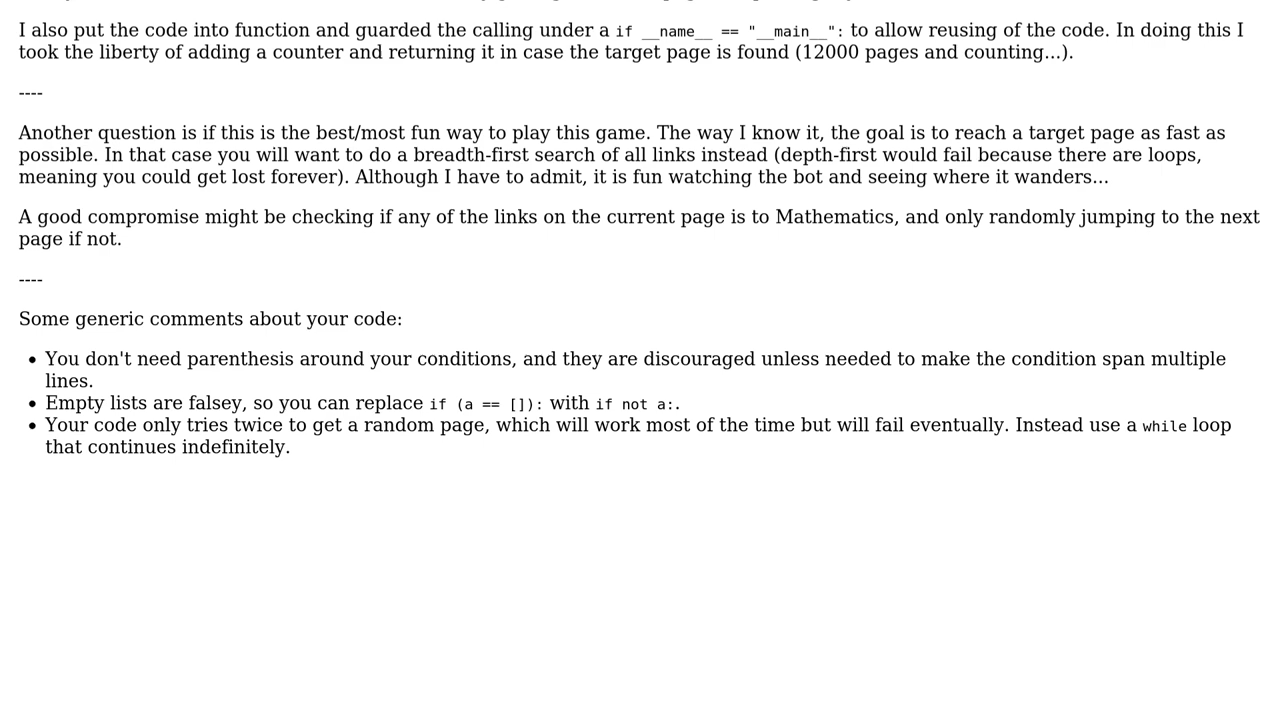 I also put the code into function and guarded the calling under a if __name__ == "__main__": to allow reusing of the code. In doing this I
took the liberty of adding a counter and returning it in case the target page is found (12000 pages and counting...).
----
Another question is if this is the best/most fun way to play this game. The way I know it, the goal is to reach a target page as fast as
possible. In that case you will want to do a breadth-first search of all links instead (depth-first would fail because there are loops,
meaning you could get lost forever). Although I have to admit, it is fun watching the bot and seeing where it wanders...
A good compromise might be checking if any of the links on the current page is to Mathematics, and only randomly jumping to the next
page if not.
----
Some generic comments about your code:
• You don't need parenthesis around your conditions, and they are discouraged unless needed to make the condition span multiple
lines.
• Empty lists are falsey, so you can replace if (a == []): with if not a:.
• Your code only tries twice to get a random page, which will work most of the time but will fail eventually. Instead use a while loop
that continues indefinitely.